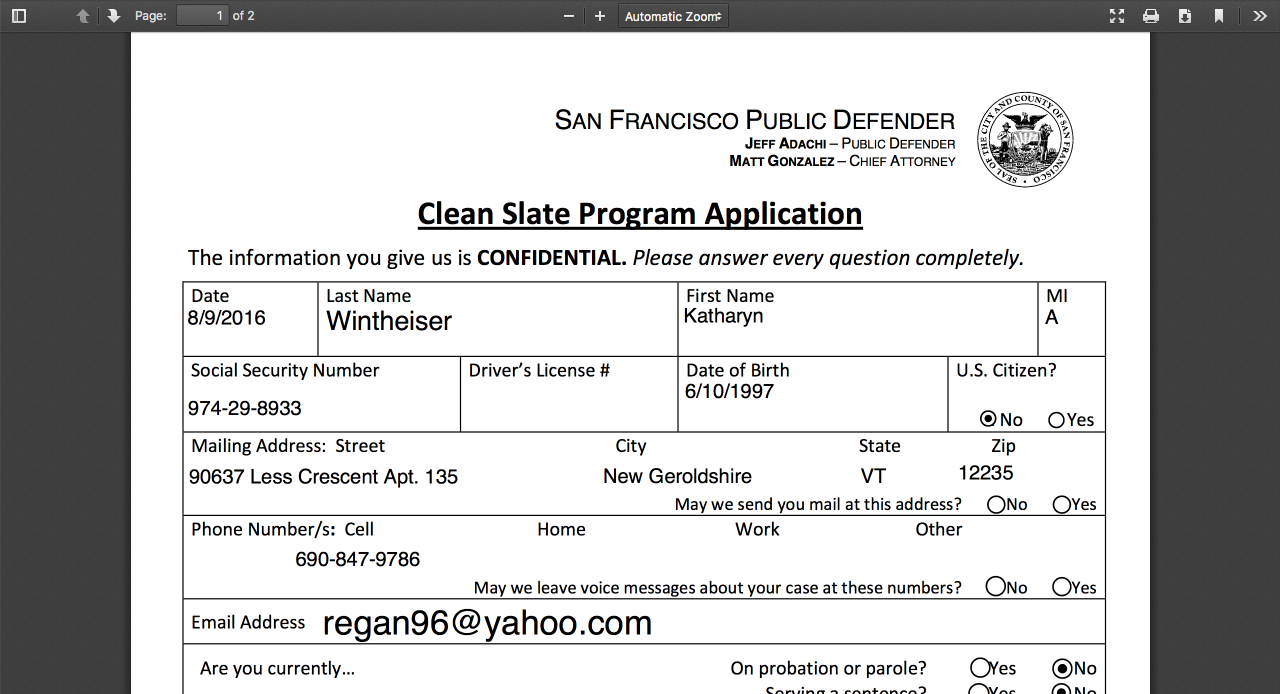 Page: 1 of 2 Automatic Zoom
SEAL OF THE CITY AND COUNTY OF SAN FRANCISCO
SAN FRANCISCO PUBLIC DEFENDER
JEFF ADACHI – PUBLIC DEFENDER
MATT GONZALEZ – CHIEF ATTORNEY
Clean Slate Program Application
The information you give us is CONFIDENTIAL. Please answer every question completely.
Date Last Name First Name MI
8/9/2016 Wintheiser Katharyn A
Social Security Number Driver’s License # Date of Birth U.S. Citizen?
974-29-8933 6/10/1997
No Yes
Mailing Address: Street City State Zip
90637 Less Crescent Apt. 135 New Geroldshire VT 12235
May we send you mail at this address? No Yes
Phone Number/s: Cell Home Work Other
690-847-9786
May we leave voice messages about your case at these numbers? No Yes
Email Address regan96@yahoo.com
Are you currently... On probation or parole? Yes No
Serving a sentence? Yes No